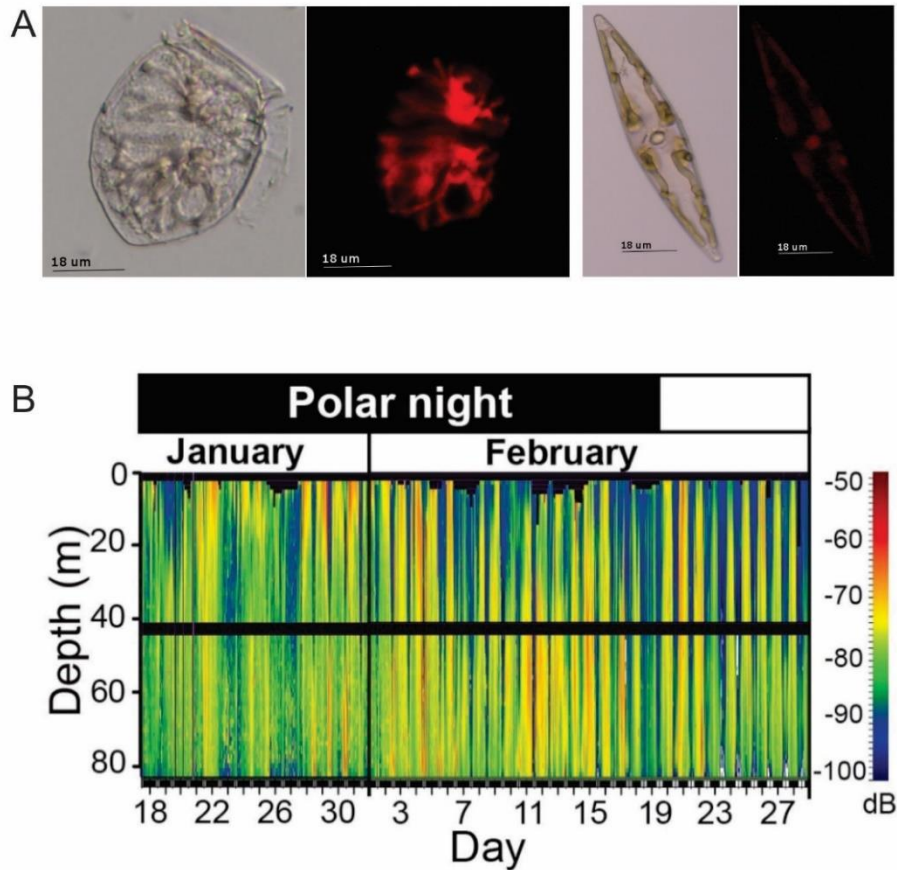 A
18 um
18 um
18 um
18 um
B
Polar night
January February
0
20
40
60
80
Depth (m)
18 22 26 30 3 7 11 15 19 23 27
Day
-50
-60
-70
-80
-90
-100
dB